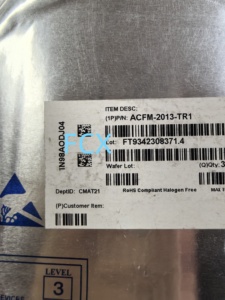 ITEM DESC:
(1P)P/N: ACFM-2013-TR1
Lot: FT9342308371.4
Wafer Lot:
(Q)Qty: 3
1N98AODJ04
FCX
DeptID: CMAT21
RoHS Compliant Halogen Free
(P)Customer Item:
LEVEL
3